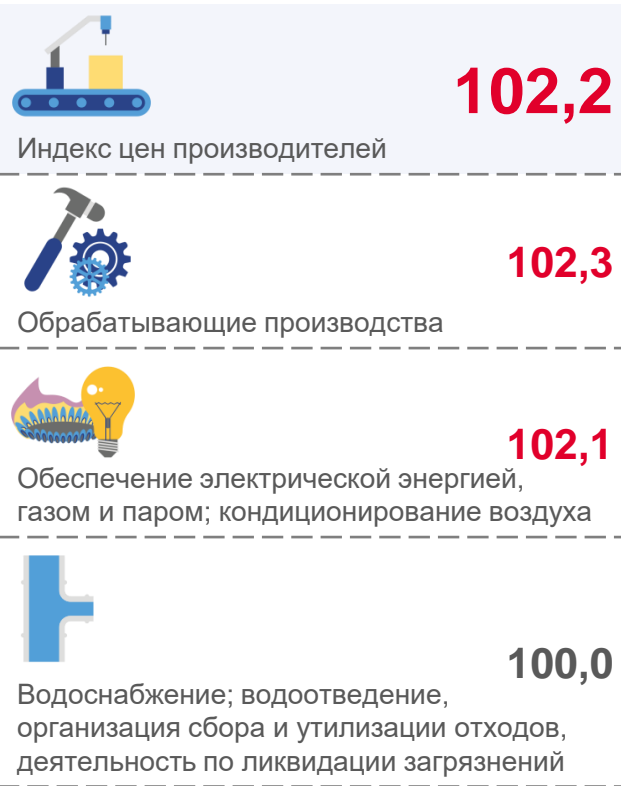 102,2
Индекс цен производителей
102,3
Обрабатывающие производства
102,1
Обеспечение электрической энергией,
газом и паром; кондиционирование воздуха
100,0
Водоснабжение; водоотведение,
организация сбора и утилизации отходов,
деятельность по ликвидации загрязнений